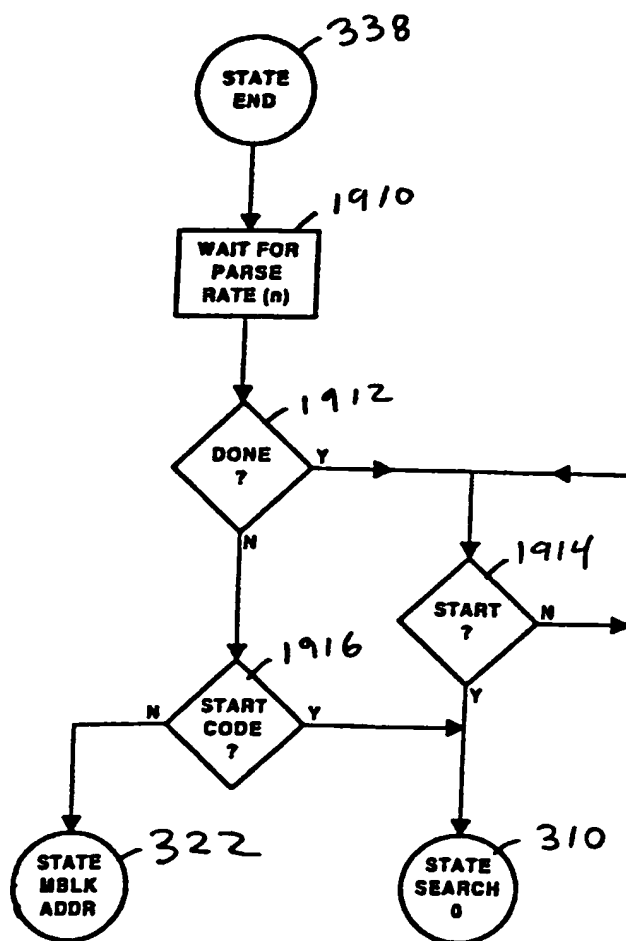 338
STATE
END
1910
WAIT FOR
PARSE
RATE (n)
1912
DONE
?
Y
N
1914
START
?
N
Y
1916
START
CODE
?
N
Y
322
STATE
MBLK
ADDR
310
STATE
SEARCH
0